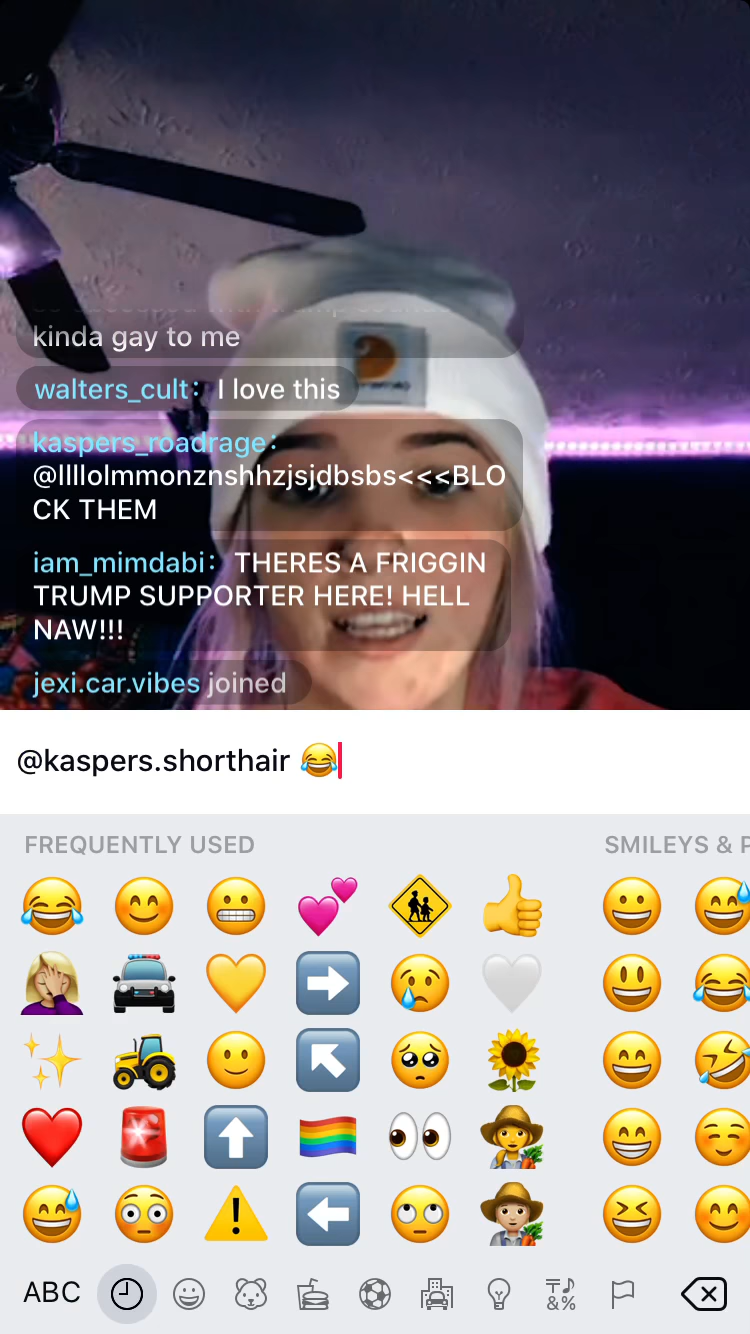 kinda gay to me
walters_cult: I love this
kaspers_roadrage:
@llllolmmonznshhzjsjdbsbs<<<BLO
CK THEM
iam_mimdabi: THERES A FRIGGIN
TRUMP SUPPORTER HERE! HELL
NAW!!!
jexi.car.vibes joined
@kaspers.shorthair 😂
FREQUENTLY USED
SMILEYS & P
ABC